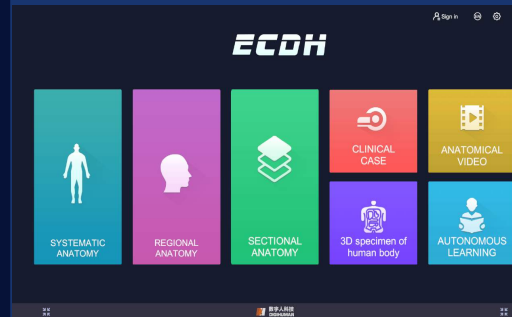 Sign in
ECDH
SYSTEMATIC
ANATOMY
REGIONAL
ANATOMY
SECTIONAL
ANATOMY
CLINICAL
CASE
ANATOMICAL
VIDEO
3D specimen of
human body
AUTONOMOUS
LEARNING
数字人科技
DIGIHUMAN